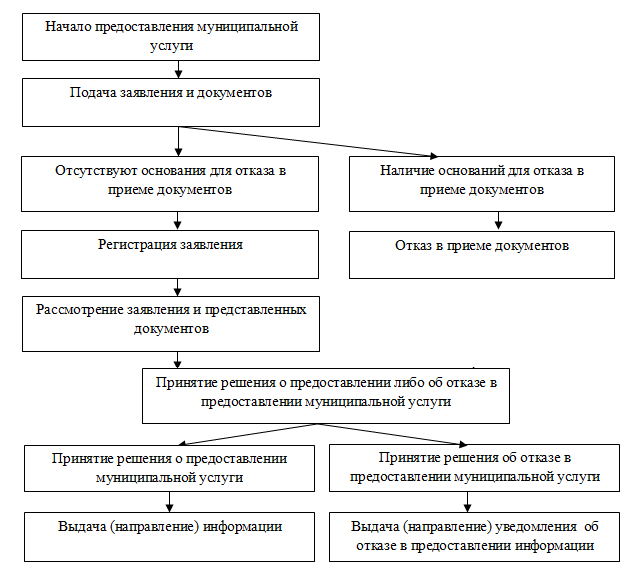 Начало предоставления муниципальной
услуги
Подача заявления и документов
Отсутствуют основания для отказа в
приеме документов
Наличие оснований для отказа в
приеме документов
Регистрация заявления
Отказ в приеме документов
Рассмотрение заявления и представленных
документов
Принятие решения о предоставлении либо об отказе в
предоставлении муниципальной услуги
Принятие решения о предоставлении
муниципальной услуги
Принятие решения об отказе в
предоставлении муниципальной услуги
Выдача (направление) информации
Выдача (направление) уведомления об
отказе в предоставлении информации